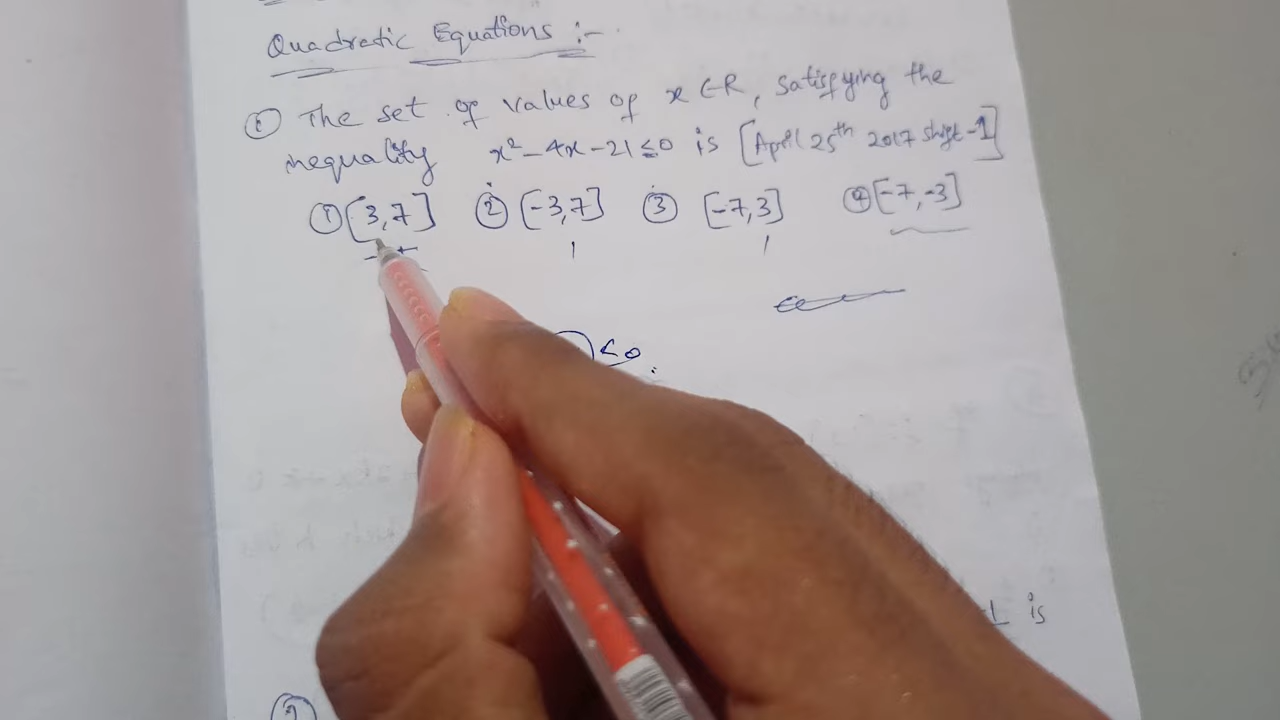 Quadratic Equations :-
① The set of values of x ∈ R, satisfying the
inequality x² - 4x - 21 ≤ 0 is [April 25th 2017 shift-1]
① [3,7] ② [-3,7] ③ [-7,3] ④ [-7,-3]
<0
is